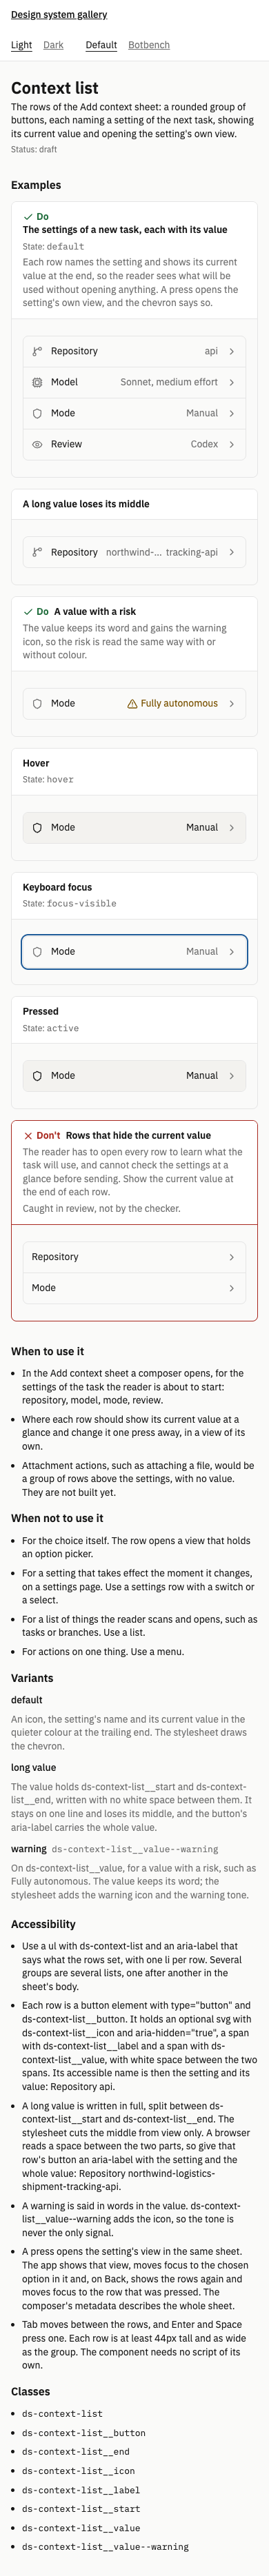 Design system gallery
Light Dark Default Botbench
Context list
The rows of the Add context sheet: a rounded group of
buttons, each naming a setting of the next task, showing
its current value and opening the setting's own view.
Status: draft
Examples
Do
The settings of a new task, each with its value
State: default
Each row names the setting and shows its current
value at the end, so the reader sees what will be
used without opening anything. A press opens the
setting's own view, and the chevron says so.
Repository api
Model Sonnet, medium effort
Mode Manual
Review Codex
A long value loses its middle
Repository northwind-... tracking-api
Do A value with a risk
The value keeps its word and gains the warning
icon, so the risk is read the same way with or
without colour.
Mode Fully autonomous
Hover
State: hover
Mode Manual
Keyboard focus
State: focus-visible
Mode Manual
Pressed
State: active
Mode Manual
Don't Rows that hide the current value
The reader has to open every row to learn what the
task will use, and cannot check the settings at a
glance before sending. Show the current value at
the end of each row.
Caught in review, not by the checker.
Repository
Mode
When to use it
In the Add context sheet a composer opens, for the
settings of the task the reader is about to start:
repository, model, mode, review.
Where each row should show its current value at a
glance and change it one press away, in a view of its
own.
Attachment actions, such as attaching a file, would be
a group of rows above the settings, with no value.
They are not built yet.
When not to use it
For the choice itself. The row opens a view that holds
an option picker.
For a setting that takes effect the moment it changes,
on a settings page. Use a settings row with a switch or
a select.
For a list of things the reader scans and opens, such as
tasks or branches. Use a list.
For actions on one thing. Use a menu.
Variants
default
An icon, the setting's name and its current value in the
quieter colour at the trailing end. The stylesheet draws
the chevron.
long value
The value holds ds-context-list__start and ds-context-
list__end, written with no white space between them. It
stays on one line and loses its middle, and the button's
aria-label carries the whole value.
warning ds-context-list__value--warning
On ds-context-list__value, for a value with a risk, such as
Fully autonomous. The value keeps its word; the
stylesheet adds the warning icon and the warning tone.
Accessibility
Use a ul with ds-context-list and an aria-label that
says what the rows set, with one li per row. Several
groups are several lists, one after another in the
sheet's body.
Each row is a button element with type="button" and
ds-context-list__button. It holds an optional svg with
ds-context-list__icon and aria-hidden="true", a span
with ds-context-list__label and a span with ds-
context-list__value, with white space between the two
spans. Its accessible name is then the setting and its
value: Repository api.
A long value is written in full, split between ds-
context-list__start and ds-context-list__end. The
stylesheet cuts the middle from view only. A browser
reads a space between the two parts, so give that
row's button an aria-label with the setting and the
whole value: Repository northwind-logistics-
shipment-tracking-api.
A warning is said in words in the value. ds-context-
list__value--warning adds the icon, so the tone is
never the only signal.
A press opens the setting's view in the same sheet.
The app shows that view, moves focus to the chosen
option in it and, on Back, shows the rows again and
moves focus to the row that was pressed. The
composer's metadata describes the whole sheet.
Tab moves between the rows, and Enter and Space
press one. Each row is at least 44px tall and as wide
as the group. The component needs no script of its
own.
Classes
ds-context-list
ds-context-list__button
ds-context-list__end
ds-context-list__icon
ds-context-list__label
ds-context-list__start
ds-context-list__value
ds-context-list__value--warning